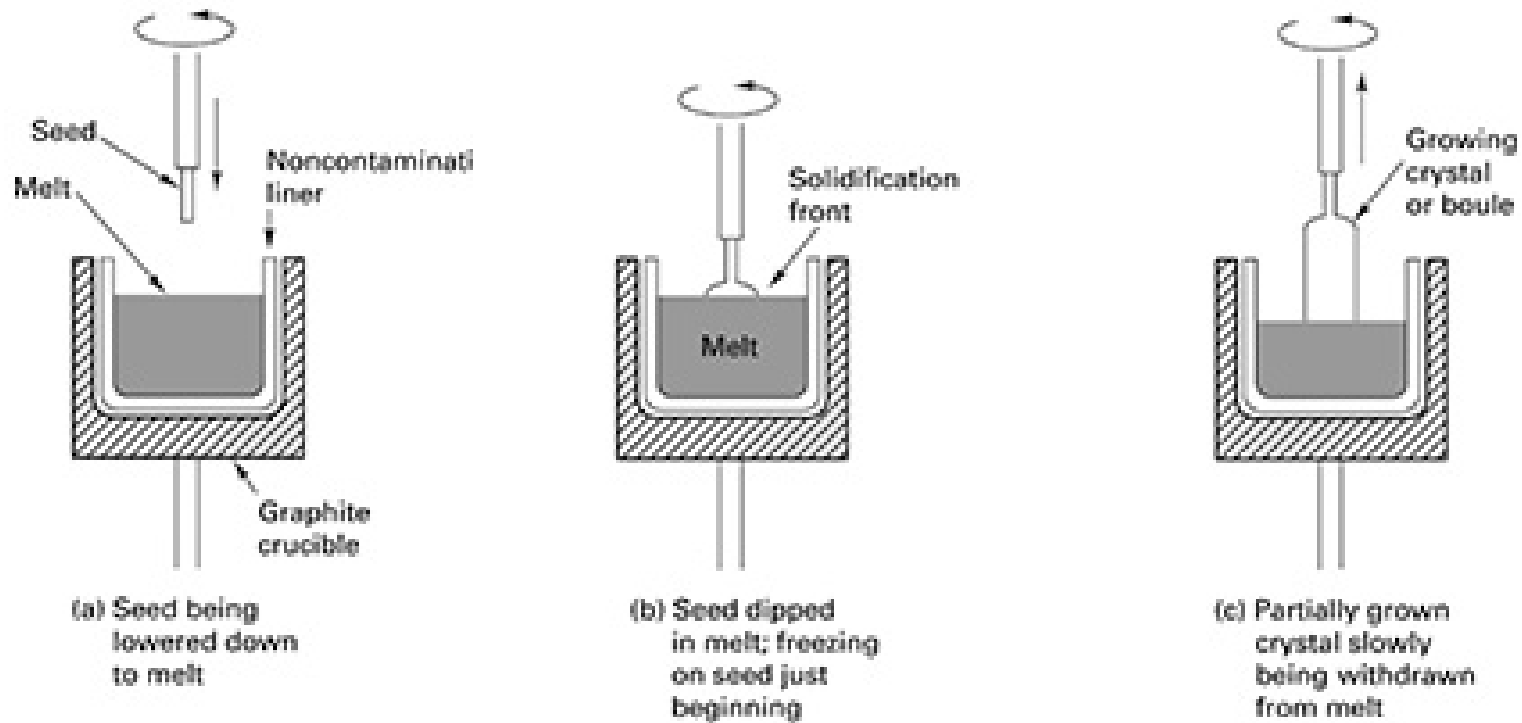 Seed
Melt
Noncontaminati
liner
Graphite
crucible
(a) Seed being
lowered down
to melt
Solidification
front
Melt
(b) Seed dipped
in melt; freezing
on seed just
beginning
Growing
crystal
or boule
(c) Partially grown
crystal slowly
being withdrawn
from melt